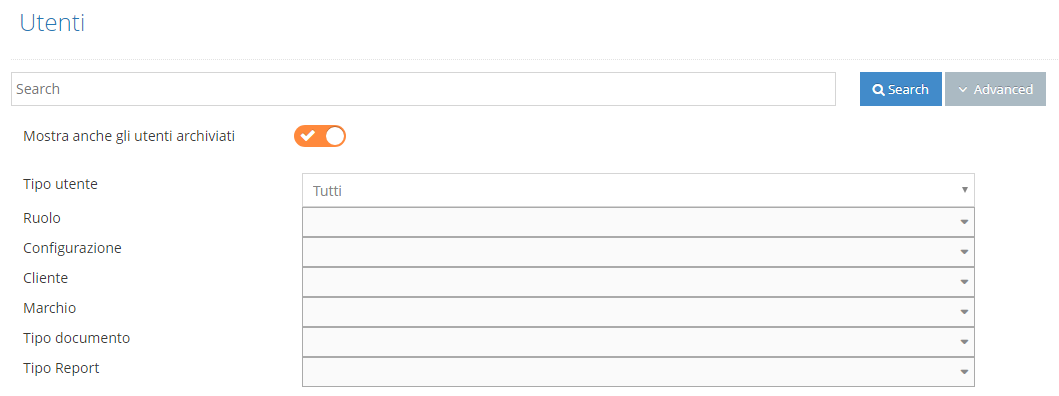 Utenti
Search Search Advanced
Mostra anche gli utenti archiviati
Tipo utente Tutti
Ruolo
Configurazione
Cliente
Marchio
Tipo documento
Tipo Report